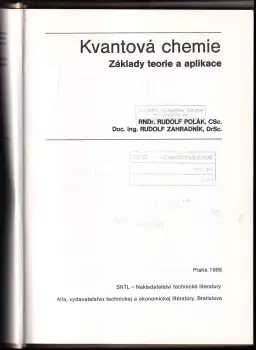 Kvantová chemie
Základy teorie a aplikace
RNDr. RUDOLF POLÁK, CSc.
Doc. Ing. RUDOLF ZAHRADNÍK, DrSc.
Praha 1985
SNTL – Nakladatelství technické literatury
Alfa, vydavateľstvo technickej a ekonomickej literatúry, Bratislava